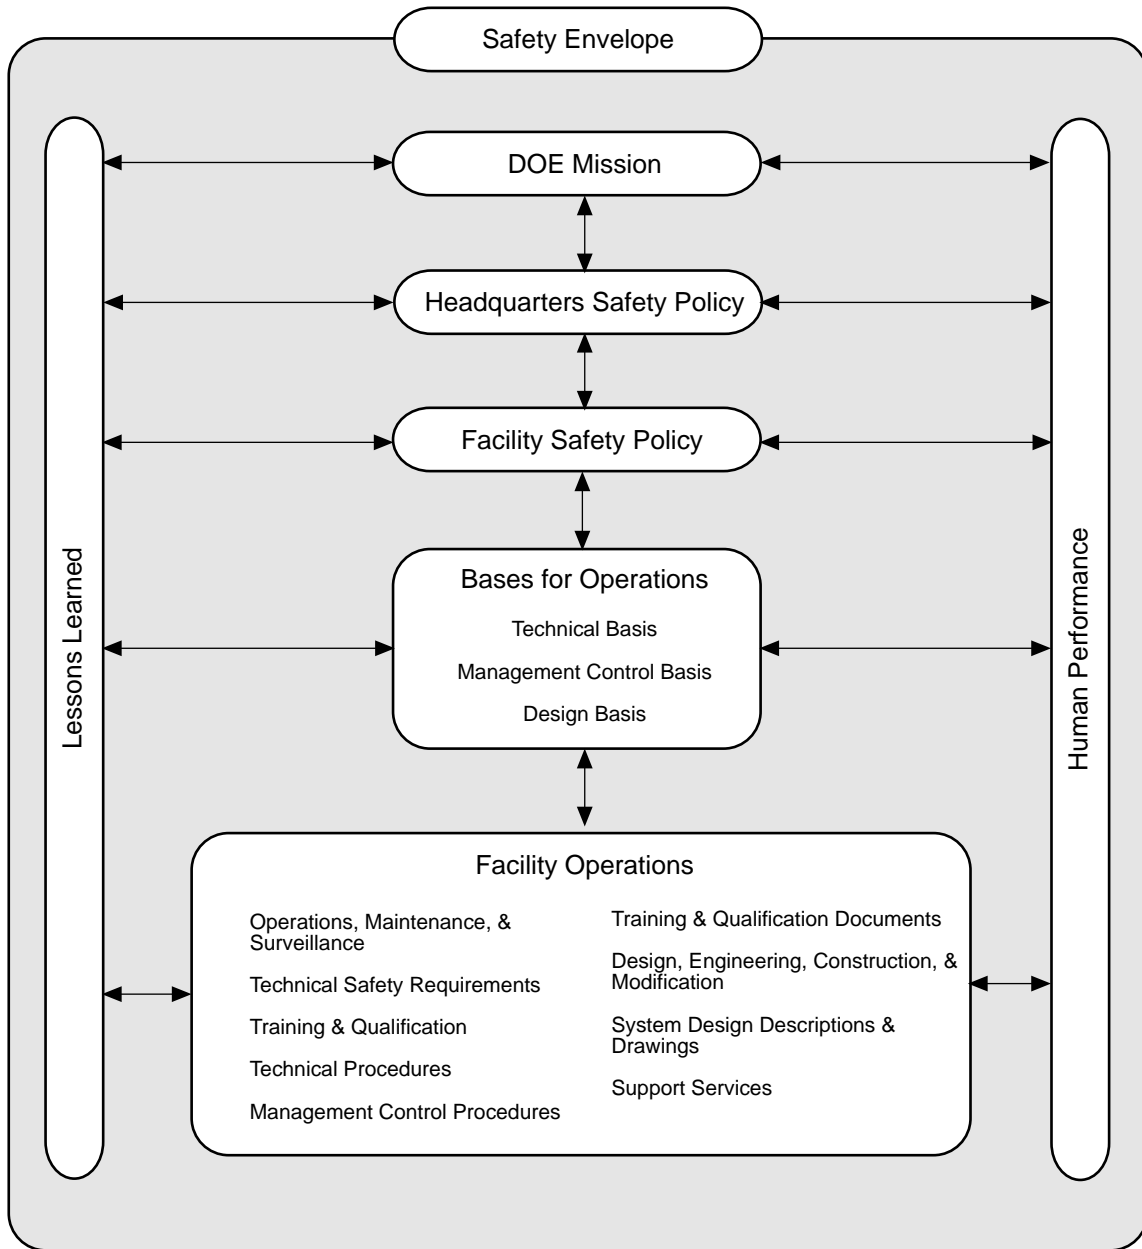 Safety Envelope
DOE Mission
Headquarters Safety Policy
Facility Safety Policy
Lessons Learned
Human Performance
Bases for Operations
Technical Basis
Management Control Basis
Design Basis
Facility Operations
Operations, Maintenance, &
Surveillance
Technical Safety Requirements
Training & Qualification
Technical Procedures
Management Control Procedures
Training & Qualification Documents
Design, Engineering, Construction, &
Modification
System Design Descriptions &
Drawings
Support Services